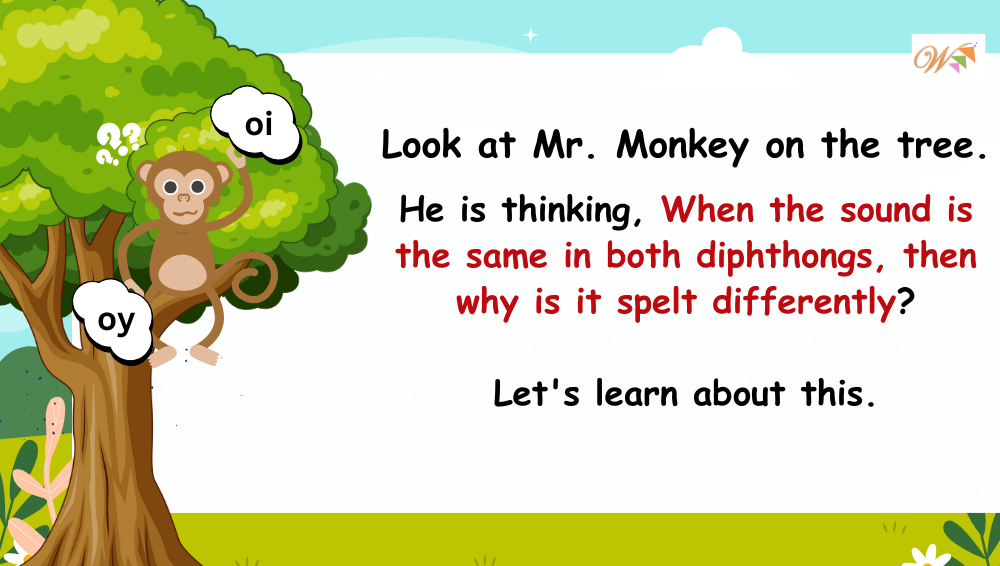 oi
??
?.
Look at Mr. Monkey on the tree.
He is thinking, When the sound is
the same in both diphthongs, then
why is it spelt differently?
oy
Let's learn about this.
W